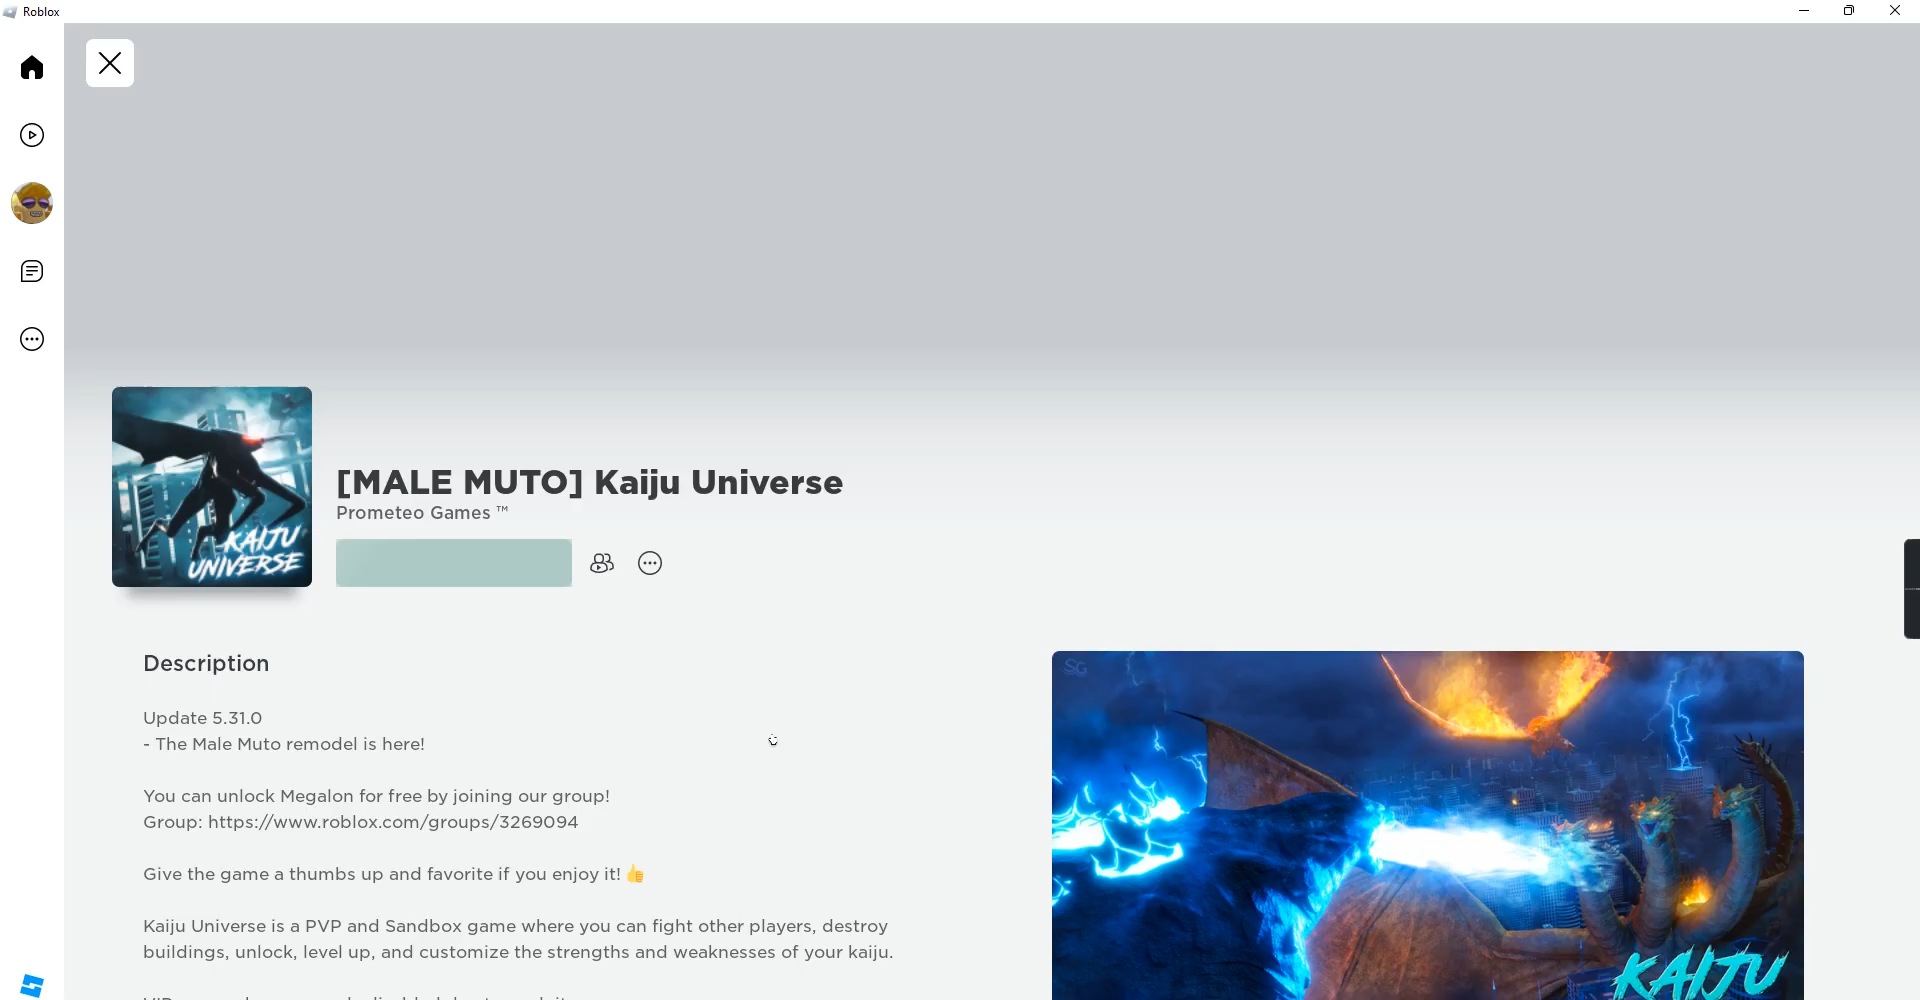 Roblox
KAIJU
UNIVERSE
[MALE MUTO] Kaiju Universe
Prometeo Games ™
Description
Update 5.31.0
- The Male Muto remodel is here!
You can unlock Megalon for free by joining our group!
Group: https://www.roblox.com/groups/3269094
Give the game a thumbs up and favorite if you enjoy it! 👍
Kaiju Universe is a PVP and Sandbox game where you can fight other players, destroy
buildings, unlock, level up, and customize the strengths and weaknesses of your kaiju.
SG
KAIJU